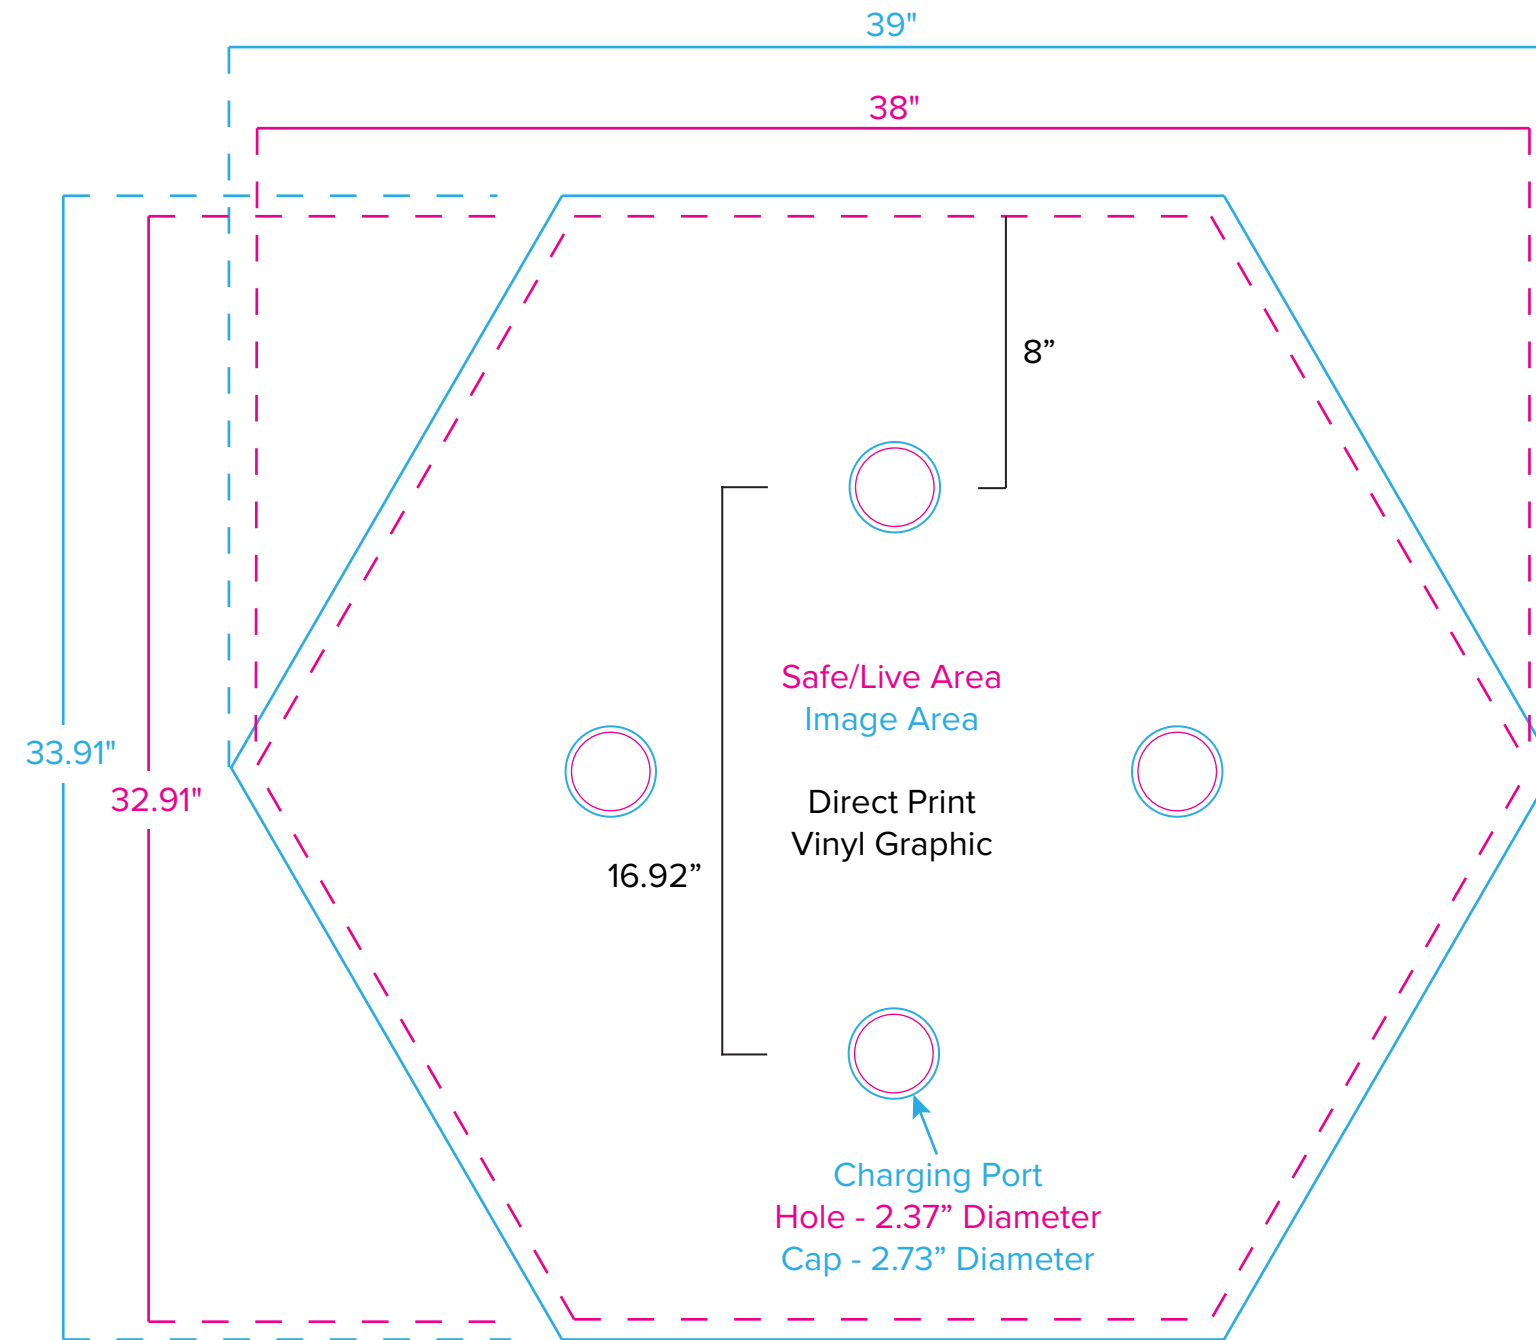 39"
38"
8”
Safe/Live Area
Image Area
33.91"
32.91"
Direct Print
Vinyl Graphic
16.92”
Charging Port
Hole - 2.37” Diameter
Cap - 2.73” Diameter